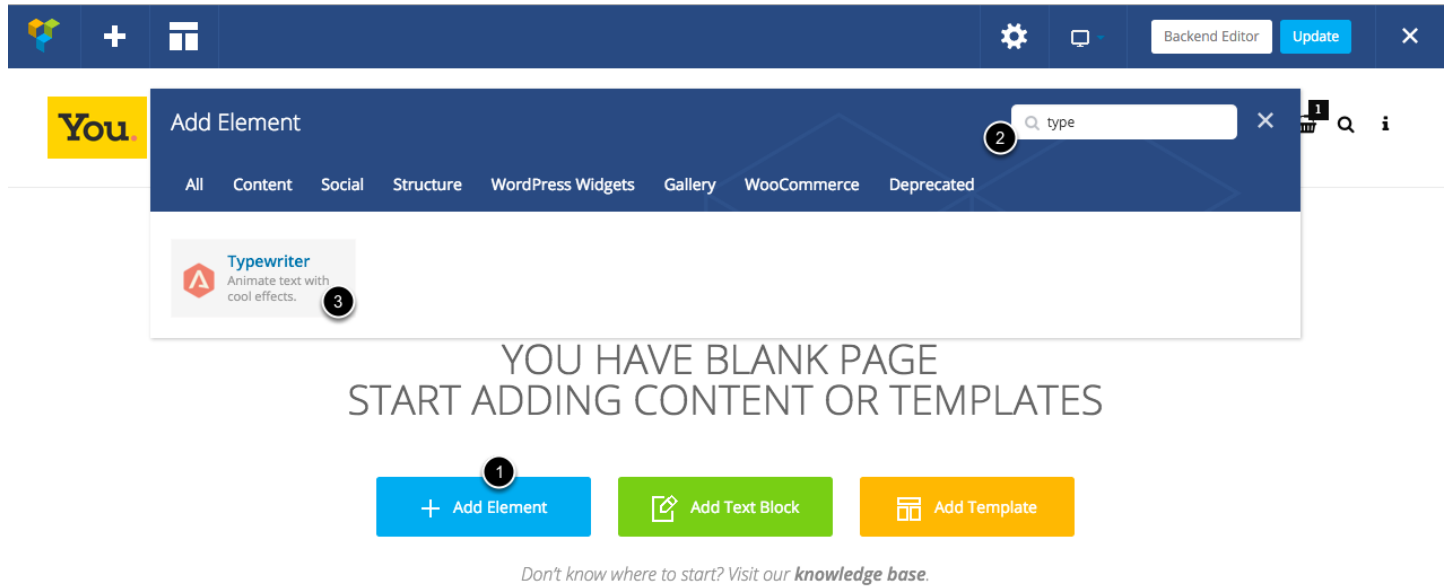 Backend Editor
Update
You.
Add Element
2
type
1
All Content Social Structure WordPress Widgets Gallery WooCommerce Deprecated
Typewriter
Animate text with
cool effects.
3
YOU HAVE BLANK PAGE
START ADDING CONTENT OR TEMPLATES
1
Add Element
Add Text Block
Add Template
Don't know where to start? Visit our knowledge base.